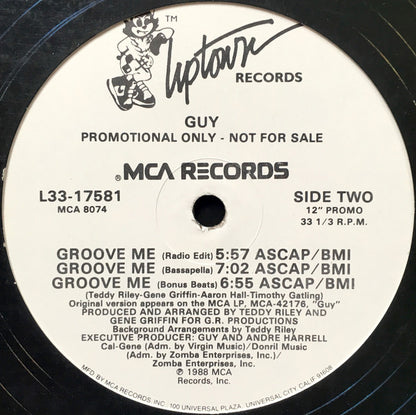 TM
Uptown
RECORDS
GUY
PROMOTIONAL ONLY - NOT FOR SALE
®MCA RECORDS
L33-17581
MCA 8074
SIDE TWO
12" PROMO
33 1/3 R.P.M.
GROOVE ME (Radio Edit) 5:57 ASCAP/BMI
GROOVE ME (Bassapella) 7:02 ASCAP/BMI
GROOVE ME (Bonus Beats) 6:55 ASCAP/BMI
(Teddy Riley-Gene Griffin-Aaron Hall-Timothy Gatling)
Original version appears on the MCA LP, MCA-42176, "Guy"
PRODUCED AND ARRANGED BY TEDDY RILEY AND
GENE GRIFFIN FOR G.R. PRODUCTIONS
Background Arrangements by Teddy Riley
EXECUTIVE PRODUCER: GUY AND ANDRE HARRELL
Cal-Gene (Adm. by Virgin Music)/Donril Music
(Adm. by Zomba Enterprises, Inc.)/
Zomba Enterprises, Inc.
℗ 1988 MCA
Records, Inc.
MFD BY MCA RECORDS, INC. 100 UNIVERSAL PLAZA, UNIVERSAL CITY, CALIF. 91608